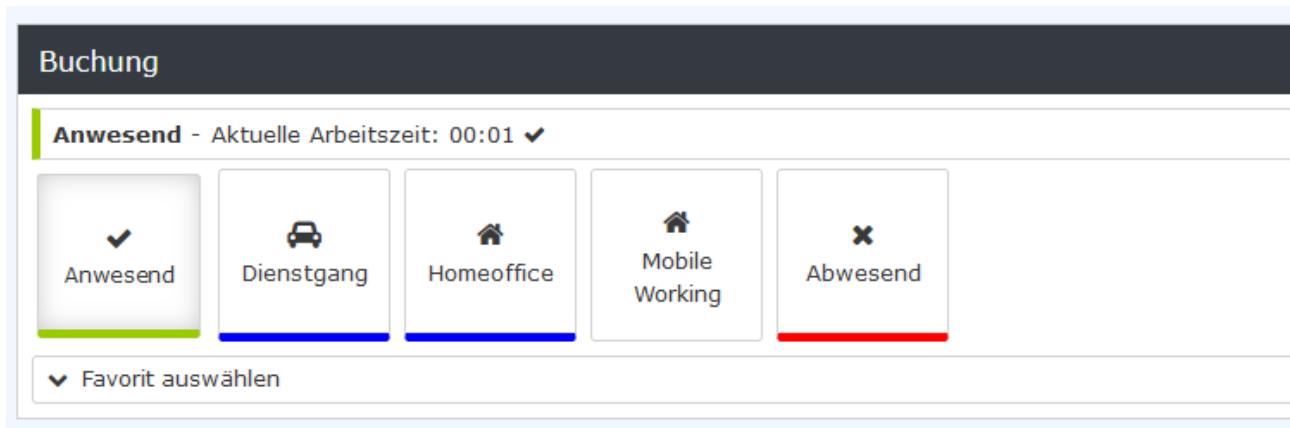 Buchung
Anwesend - Aktuelle Arbeitszeit: 00:01
Anwesend
Dienstgang
Homeoffice
Mobile
Working
Abwesend
Favorit auswählen